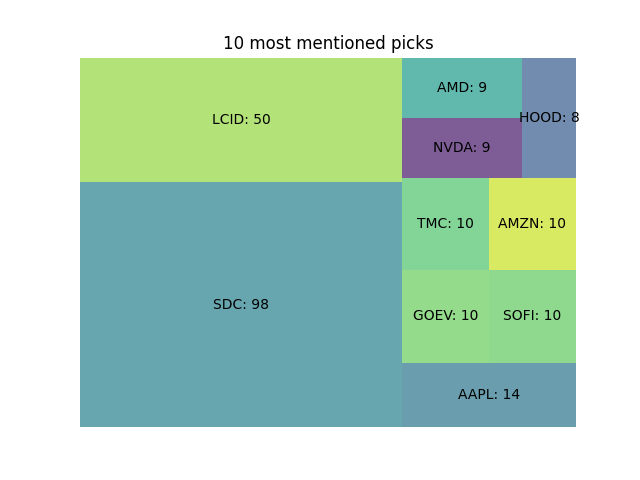 10 most mentioned picks
LCID: 50
AMD: 9
HOOD: 8
NVDA: 9
TMC: 10
AMZN: 10
SDC: 98
GOEV: 10
SOFI: 10
AAPL: 14